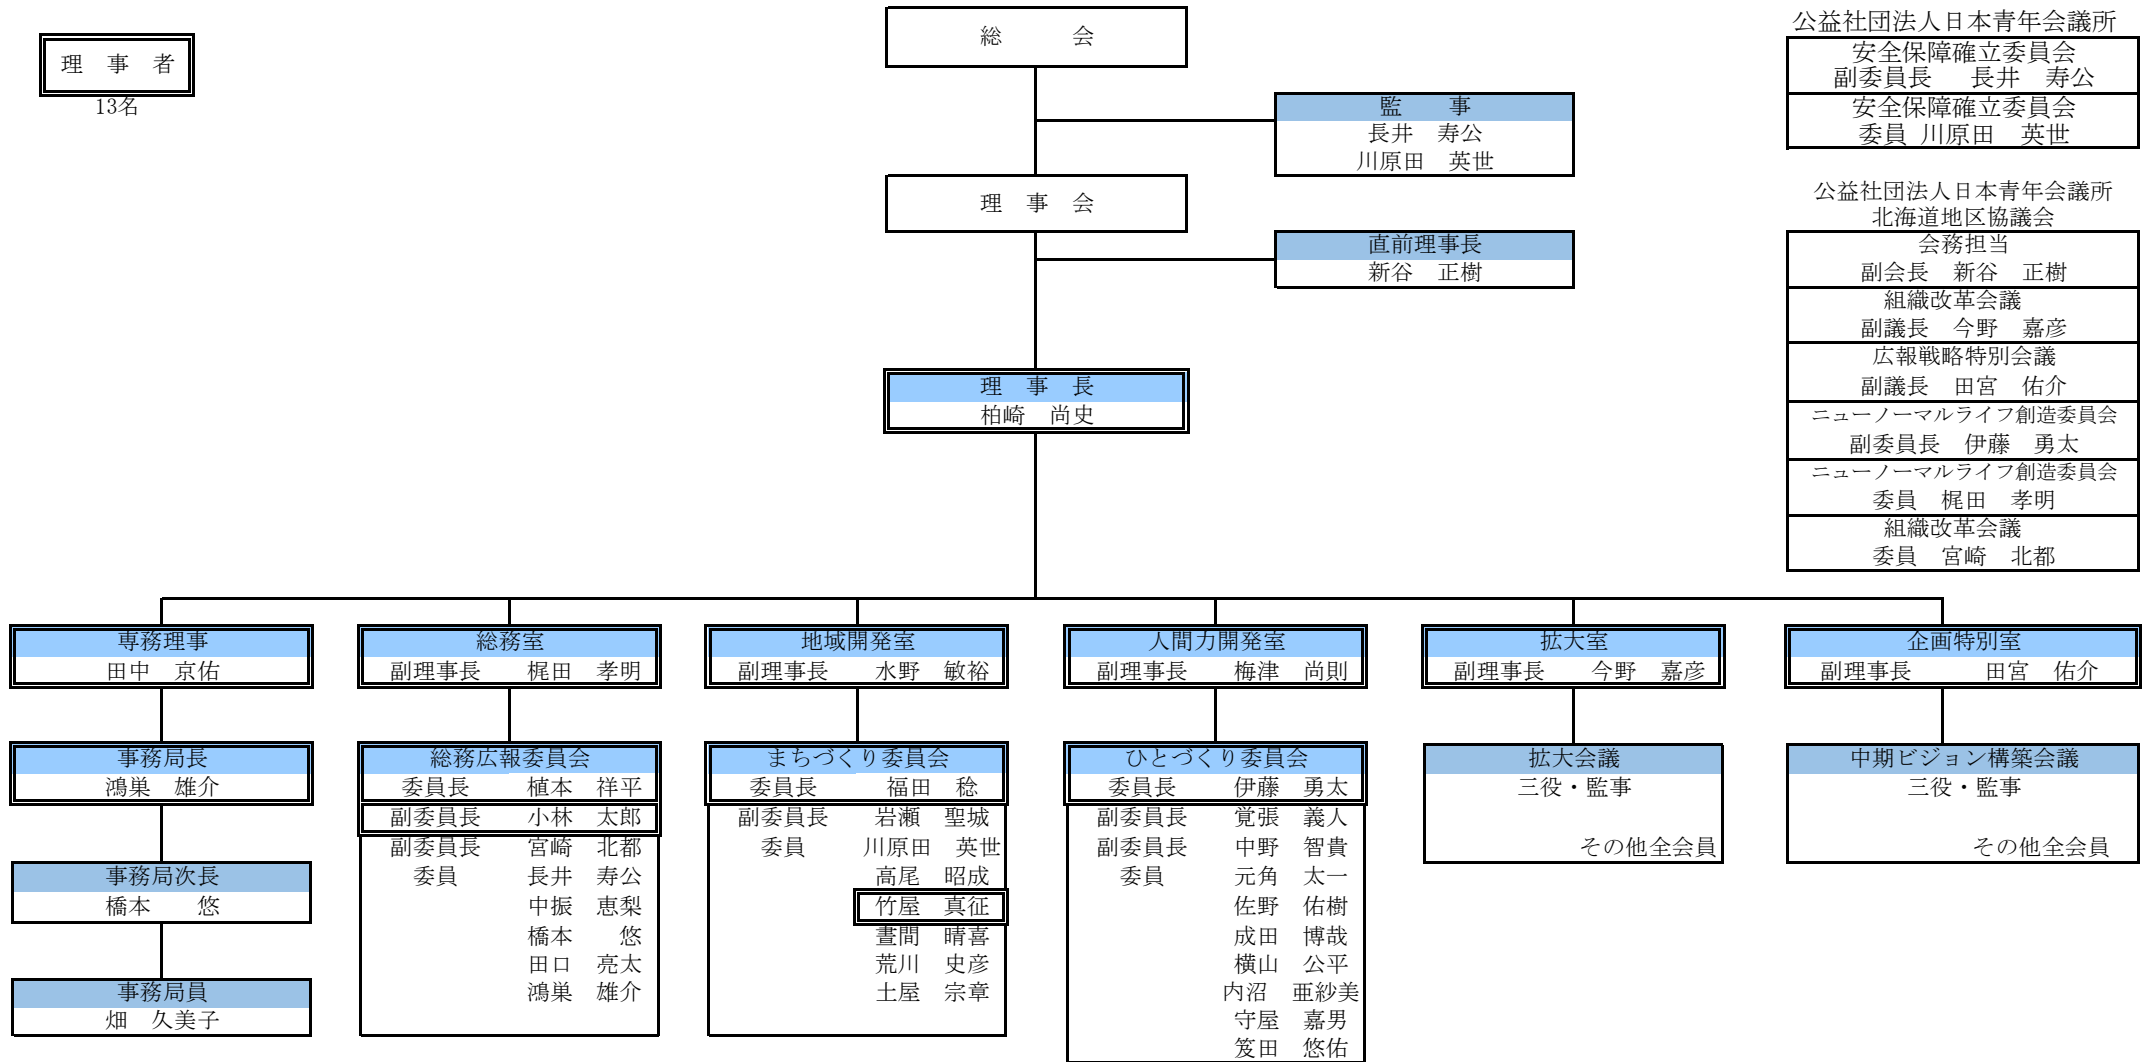 総　　会
理　事　者
13名
監　　事
長井　寿公
川原田　英世
理　事　会
直前理事長
新谷　正樹
理　事　長
柏崎　尚史
公益社団法人日本青年会議所
安全保障確立委員会
副委員長　長井　寿公
安全保障確立委員会
委員 川原田　英世
公益社団法人日本青年会議所
北海道地区協議会
会務担当
副会長　新谷　正樹
組織改革会議
副議長　今野　嘉彦
広報戦略特別会議
副議長　田宮　佑介
ニューノーマルライフ創造委員会
副委員長　伊藤　勇太
ニューノーマルライフ創造委員会
委員　梶田　孝明
組織改革会議
委員　宮崎　北都
専務理事
田中　京佑
事務局長
鴻巣　雄介
事務局次長
橋本　　悠
事務局員
畑　久美子
総務室
副理事長　梶田　孝明
総務広報委員会
委員長　植本　祥平
副委員長　小林　太郎
副委員長　宮崎　北都
委員　長井　寿公
中振　恵梨
橋本　　悠
田口　亮太
鴻巣　雄介
地域開発室
副理事長　水野　敏裕
まちづくり委員会
委員長　福田　稔
副委員長　岩瀬　聖城
委員　川原田　英世
高尾　昭成
竹屋　真征
晝間　晴喜
荒川　史彦
土屋　宗章
人間力開発室
副理事長　梅津　尚則
ひとづくり委員会
委員長　伊藤　勇太
副委員長　覚張　義人
副委員長　中野　智貴
委員　元角　太一
佐野　佑樹
成田　博哉
横山　公平
内沼　亜紗美
守屋　嘉男
笈田　悠佑
拡大室
副理事長　今野　嘉彦
拡大会議
三役・監事
その他全会員
企画特別室
副理事長　田宮　佑介
中期ビジョン構築会議
三役・監事
その他全会員